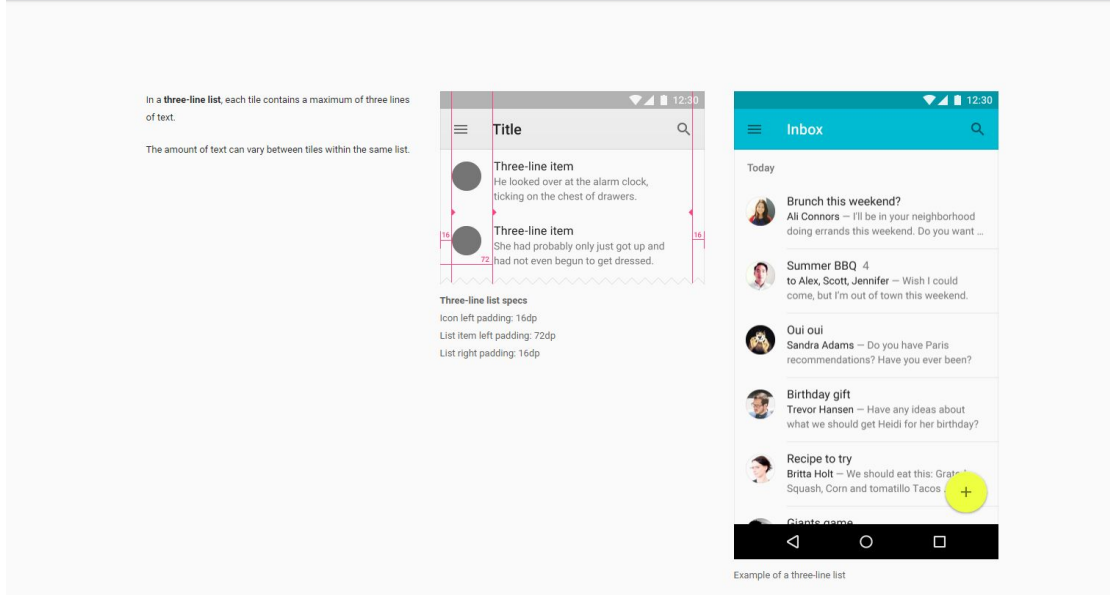 In a three-line list, each tile contains a maximum of three lines
of text.
The amount of text can vary between tiles within the same list.
12:30
Title
Three-line item
He looked over at the alarm clock,
ticking on the chest of drawers.
Three-line item
She had probably only just got up and
had not even begun to get dressed.
16
72
16
Three-line list specs
Icon left padding: 16dp
List item left padding: 72dp
List right padding: 16dp
12:30
Inbox
Today
Brunch this weekend?
Ali Connors — I'll be in your neighborhood
doing errands this weekend. Do you want ...
Summer BBQ 4
to Alex, Scott, Jennifer — Wish I could
come, but I'm out of town this weekend.
Oui oui
Sandra Adams — Do you have Paris
recommendations? Have you ever been?
Birthday gift
Trevor Hansen — Have any ideas about
what we should get Heidi for her birthday?
Recipe to try
Britta Holt — We should eat this:
Squash, Corn and tomatillo Tacos
Giants game
Example of a three-line list